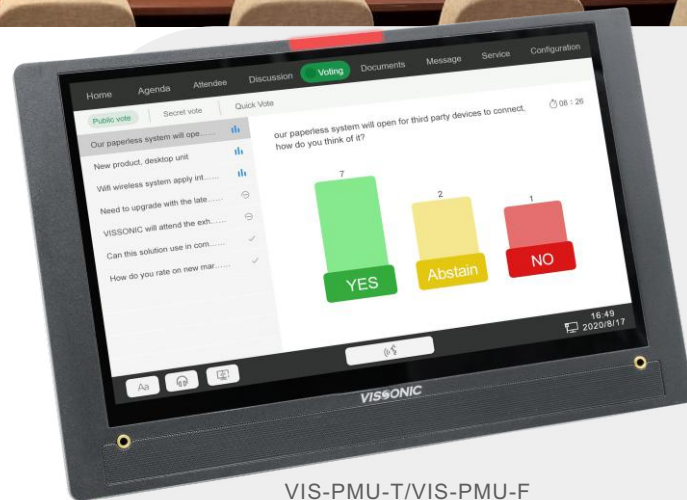 Home Agenda Attendee Discussion Voting Documents Message Service Configuration
Public vote Secret vote Quick Vote
Our paperless system will ope......
New product, desktop unit
Wifi wireless system apply int......
Need to upgrade with the late......
VISSONIC will attend the exh......
Can this solution use in com......
How do you rate on new mar......
our paperless system will open for third party devices to connect,
how do you think of it?
08 : 26
7
2
1
YES
Abstain
NO
Aa
16:49
2020/8/17
VISSONIC
VIS-PMU-T/VIS-PMU-F